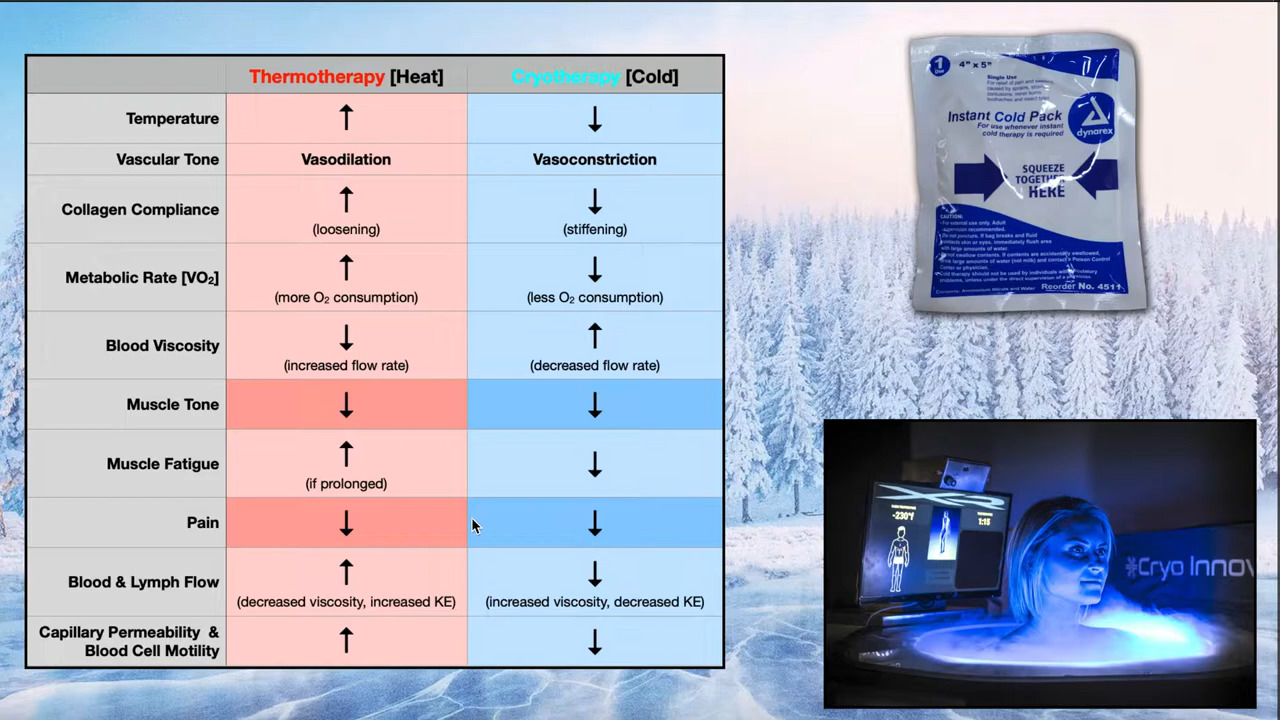 Thermotherapy [Heat] Cryotherapy [Cold]
Temperature ↑ ↓
Vascular Tone Vasodilation Vasoconstriction
Collagen Compliance ↑ ↓
(loosening) (stiffening)
Metabolic Rate [VO₂] ↑ ↓
(more O₂ consumption) (less O₂ consumption)
Blood Viscosity ↓ ↑
(increased flow rate) (decreased flow rate)
Muscle Tone ↓ ↓
Muscle Fatigue ↑ ↓
(if prolonged)
Pain ↓ ↓
Blood & Lymph Flow ↑ ↓
(decreased viscosity, increased KE) (increased viscosity, decreased KE)
Capillary Permeability &
Blood Cell Motility ↑ ↓
1 4" x 5"
Single Use
Instant Cold Pack
For use whenever instant
cold therapy is required
dynarex
SQUEEZE
TOGETHER
HERE
CAUTION:
Reorder No. 4511
XR
-230°F
1:15
*Cryo Innov